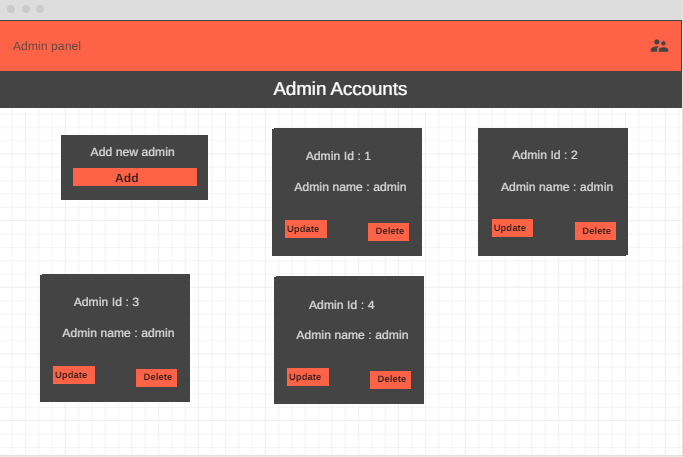 Admin panel
Admin Accounts
Add new admin
Add
Admin Id : 1
Admin name : admin
Update
Delete
Admin Id : 2
Admin name : admin
Update
Delete
Admin Id : 3
Admin name : admin
Update
Delete
Admin Id : 4
Admin name : admin
Update
Delete